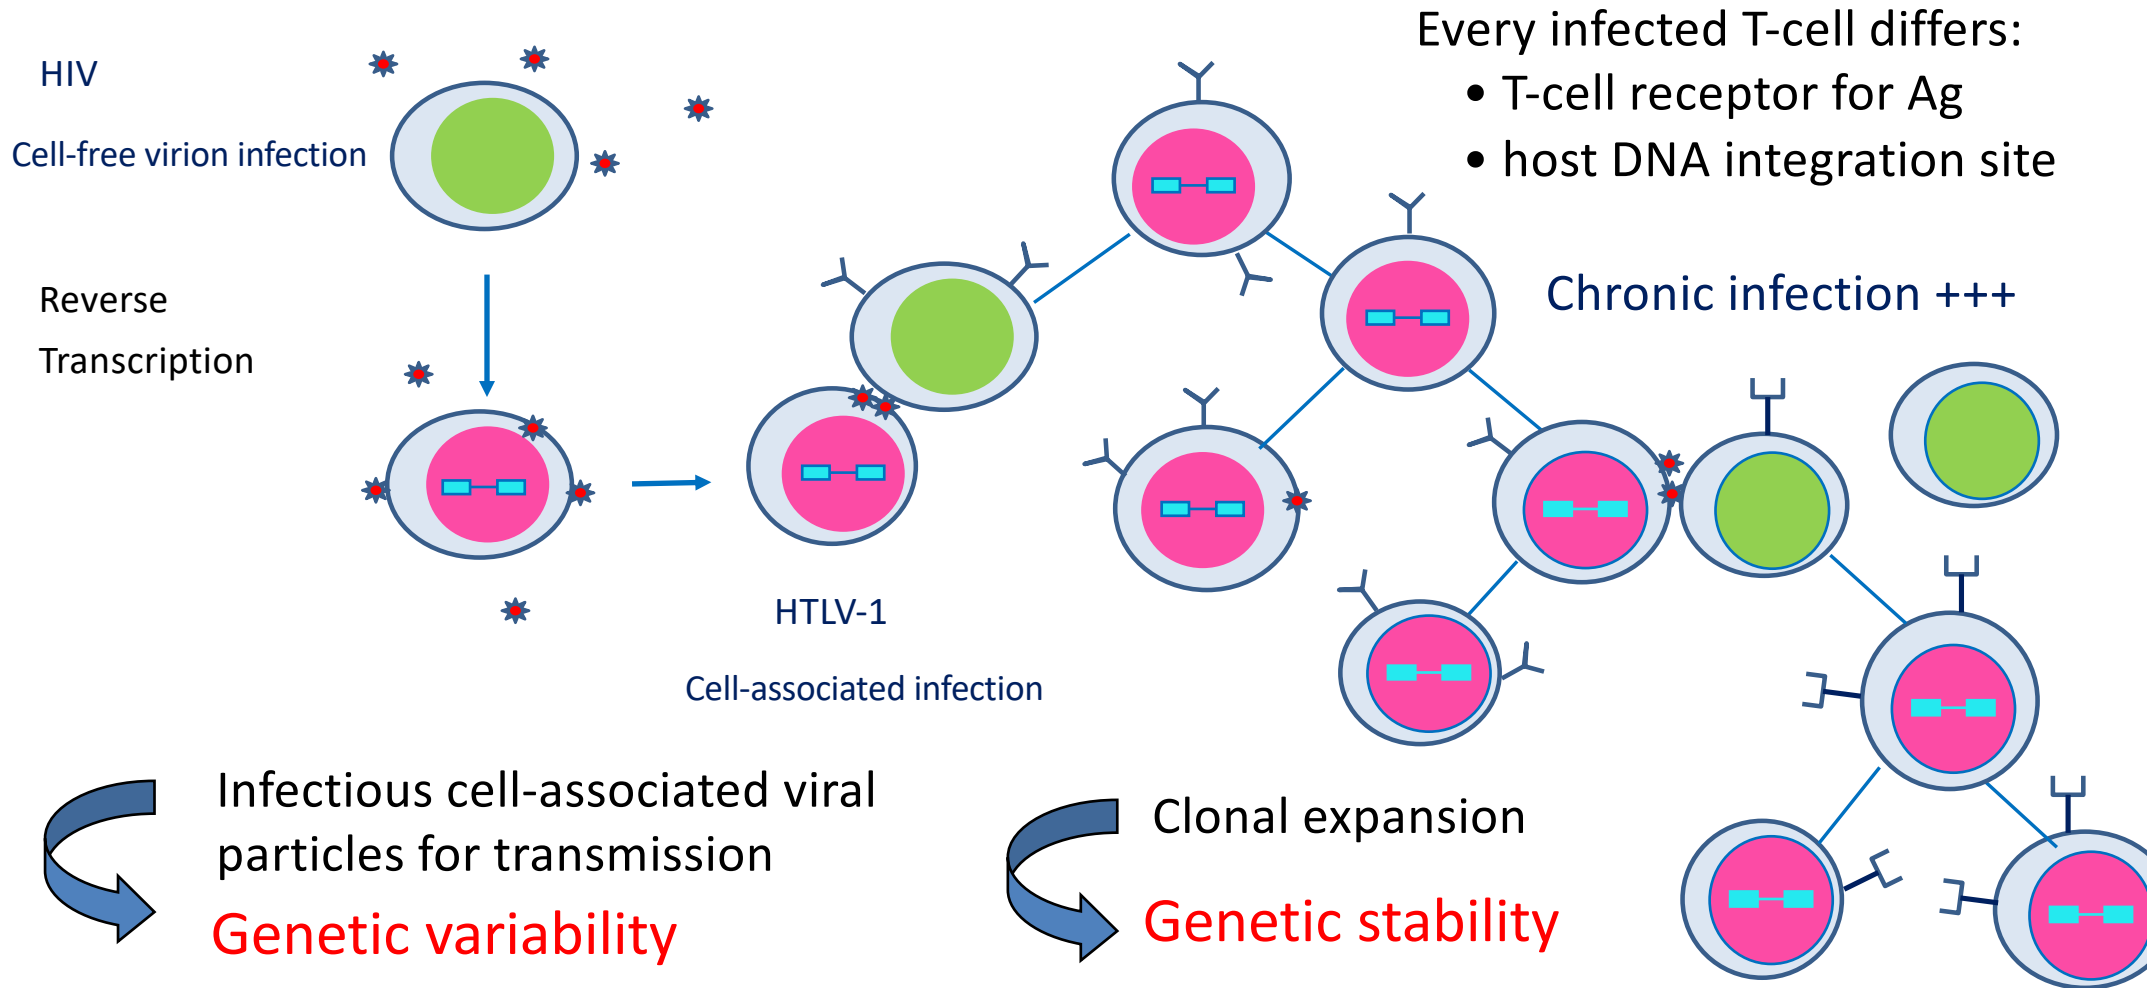 HIV
Cell-free virion infection
Reverse
Transcription
Every infected T-cell differs:
• T-cell receptor for Ag
• host DNA integration site
Chronic infection +++
HTLV-1
Cell-associated infection
Infectious cell-associated viral
particles for transmission
Genetic variability
Clonal expansion
Genetic stability